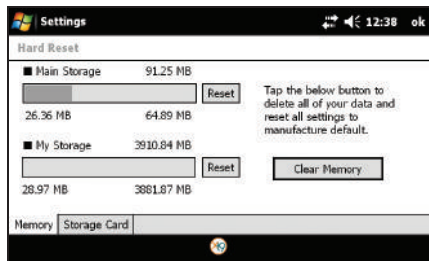 Settings 12:38 ok
Hard Reset
Main Storage 91.25 MB
Reset
26.36 MB 64.89 MB
My Storage 3910.84 MB
Reset
28.97 MB 3881.87 MB
Tap the below button to
delete all of your data and
reset all settings to
manufacture default.
Clear Memory
Memory Storage Card